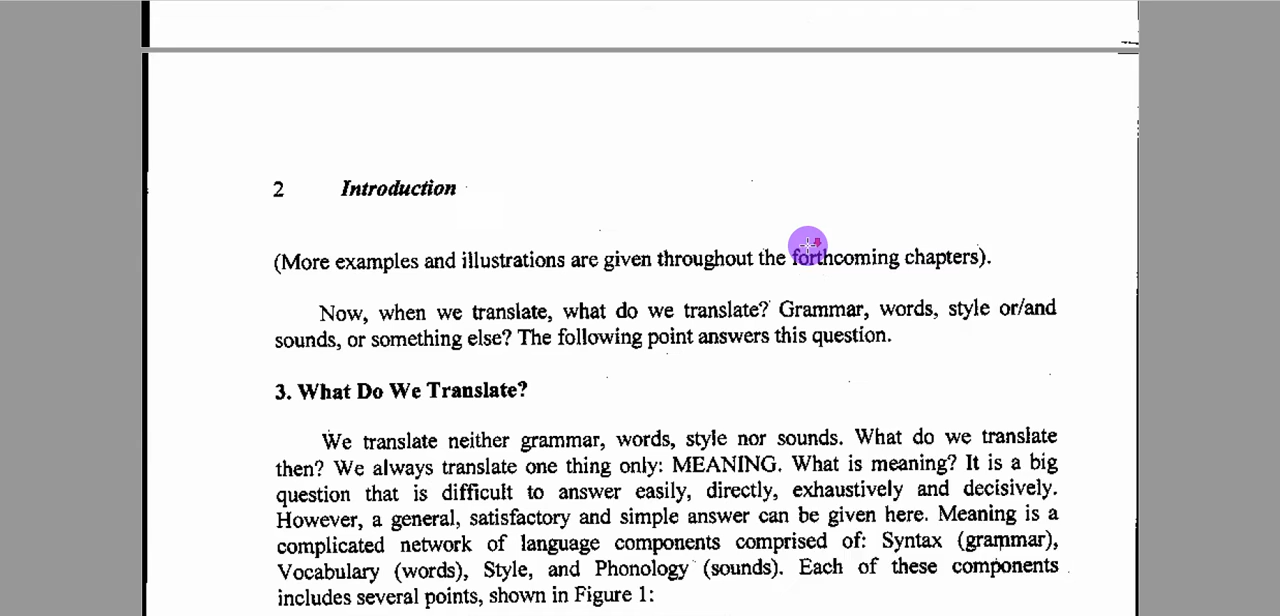 2 Introduction
(More examples and illustrations are given throughout the forthcoming chapters).
Now, when we translate, what do we translate? Grammar, words, style or/and
sounds, or something else? The following point answers this question.
3. What Do We Translate?
We translate neither grammar, words, style nor sounds. What do we translate
then? We always translate one thing only: MEANING. What is meaning? It is a big
question that is difficult to answer easily, directly, exhaustively and decisively.
However, a general, satisfactory and simple answer can be given here. Meaning is a
complicated network of language components comprised of: Syntax (grammar),
Vocabulary (words), Style, and Phonology (sounds). Each of these components
includes several points, shown in Figure 1: